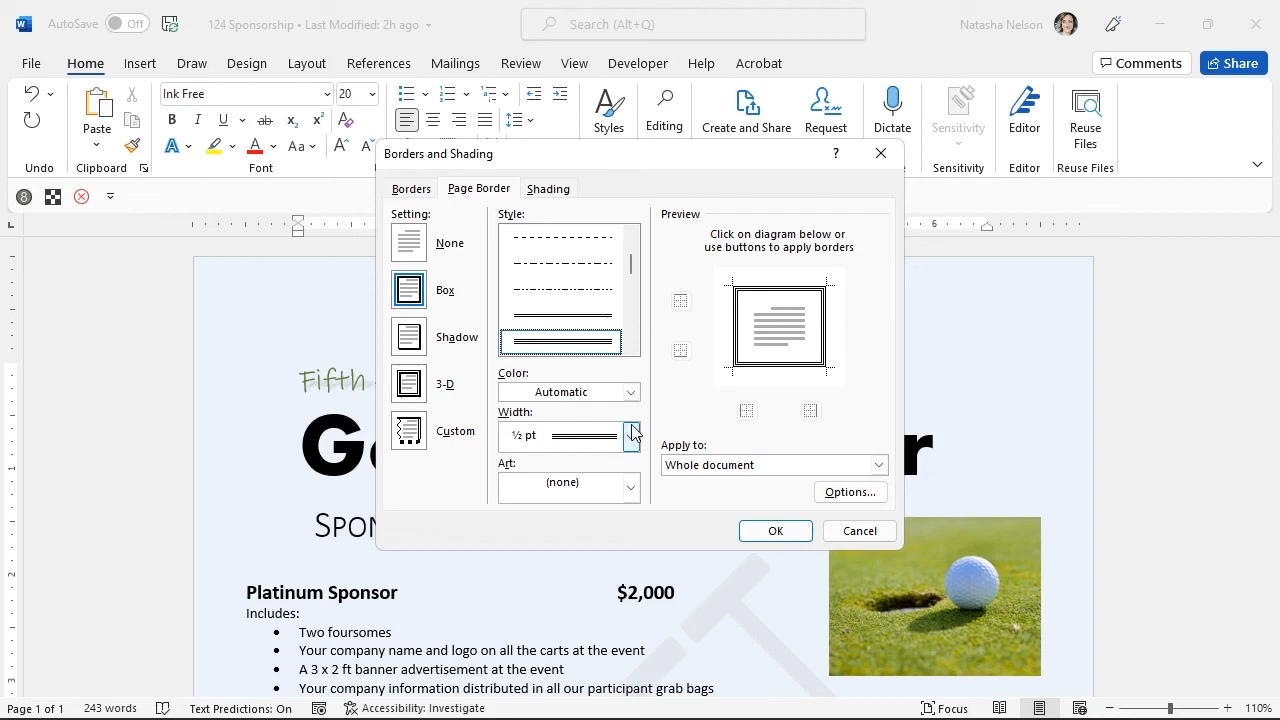 AutoSave Off 124 Sponsorship • Last Modified: 2h ago Search (Alt+Q) Natasha Nelson
File Home Insert Draw Design Layout References Mailings Review View Developer Help Acrobat Comments Share
Ink Free 20
Paste Styles Editing Create and Share Request Dictate Sensitivity Editor Reuse Files
Undo Clipboard Font Sensitivity Editor Reuse Files
8
Borders and Shading ?
Borders Page Border Shading
Setting:
None
Box
Shadow
3-D
Custom
Style:
Color:
Automatic
Width:
½ pt
Art:
(none)
Preview
Click on diagram below or
use buttons to apply borders
Apply to:
Whole document
Options...
OK Cancel
6
Fifth
Platinum Sponsor $2,000
Includes:
• Two foursomes
• Your company name and logo on all the carts at the event
• A 3 x 2 ft banner advertisement at the event
• Your company information distributed in all our participant grab bags
1
2
3
Page 1 of 1 243 words Text Predictions: On Accessibility: Investigate Focus 110%